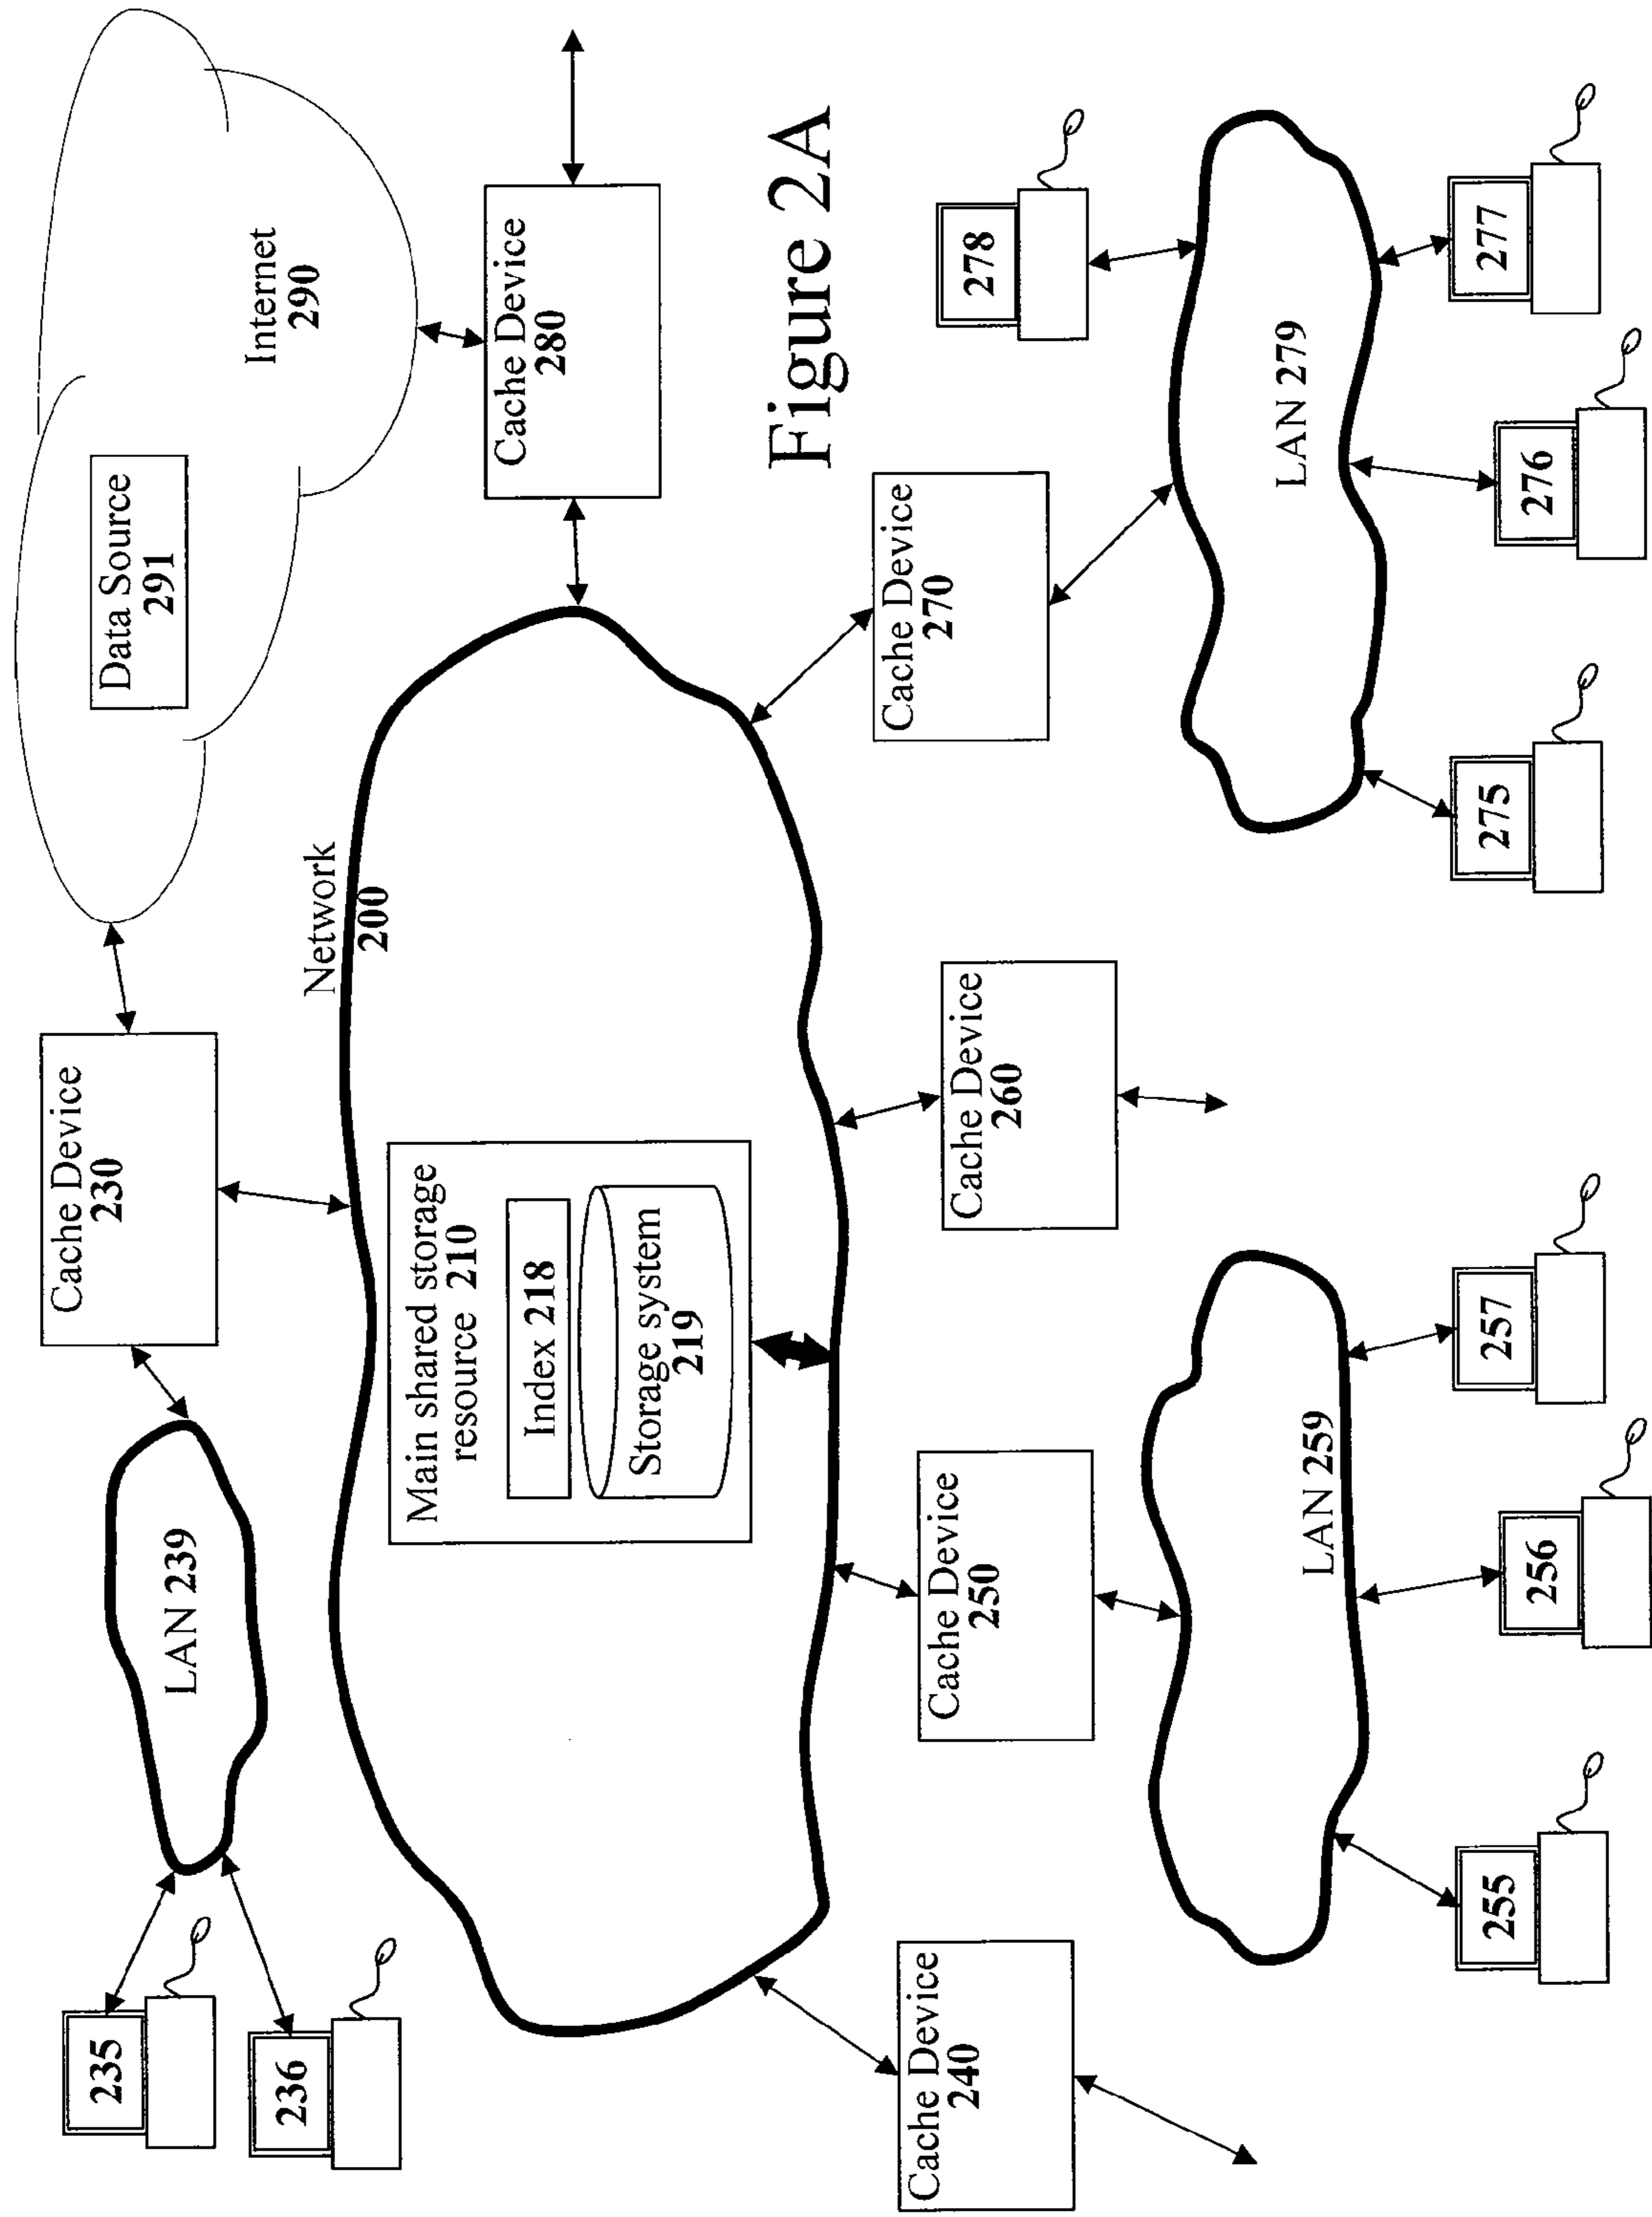 235
236
LAN 239
Cache Device
230
Data Source
291
Internet
290
Network
200
Main shared storage
resource 210
Index 218
Storage system
219
Cache Device
280
Cache Device
240
Cache Device
250
Cache Device
260
Cache Device
270
Figure 2A
LAN 259
255
256
257
LAN 279
275
276
277
278